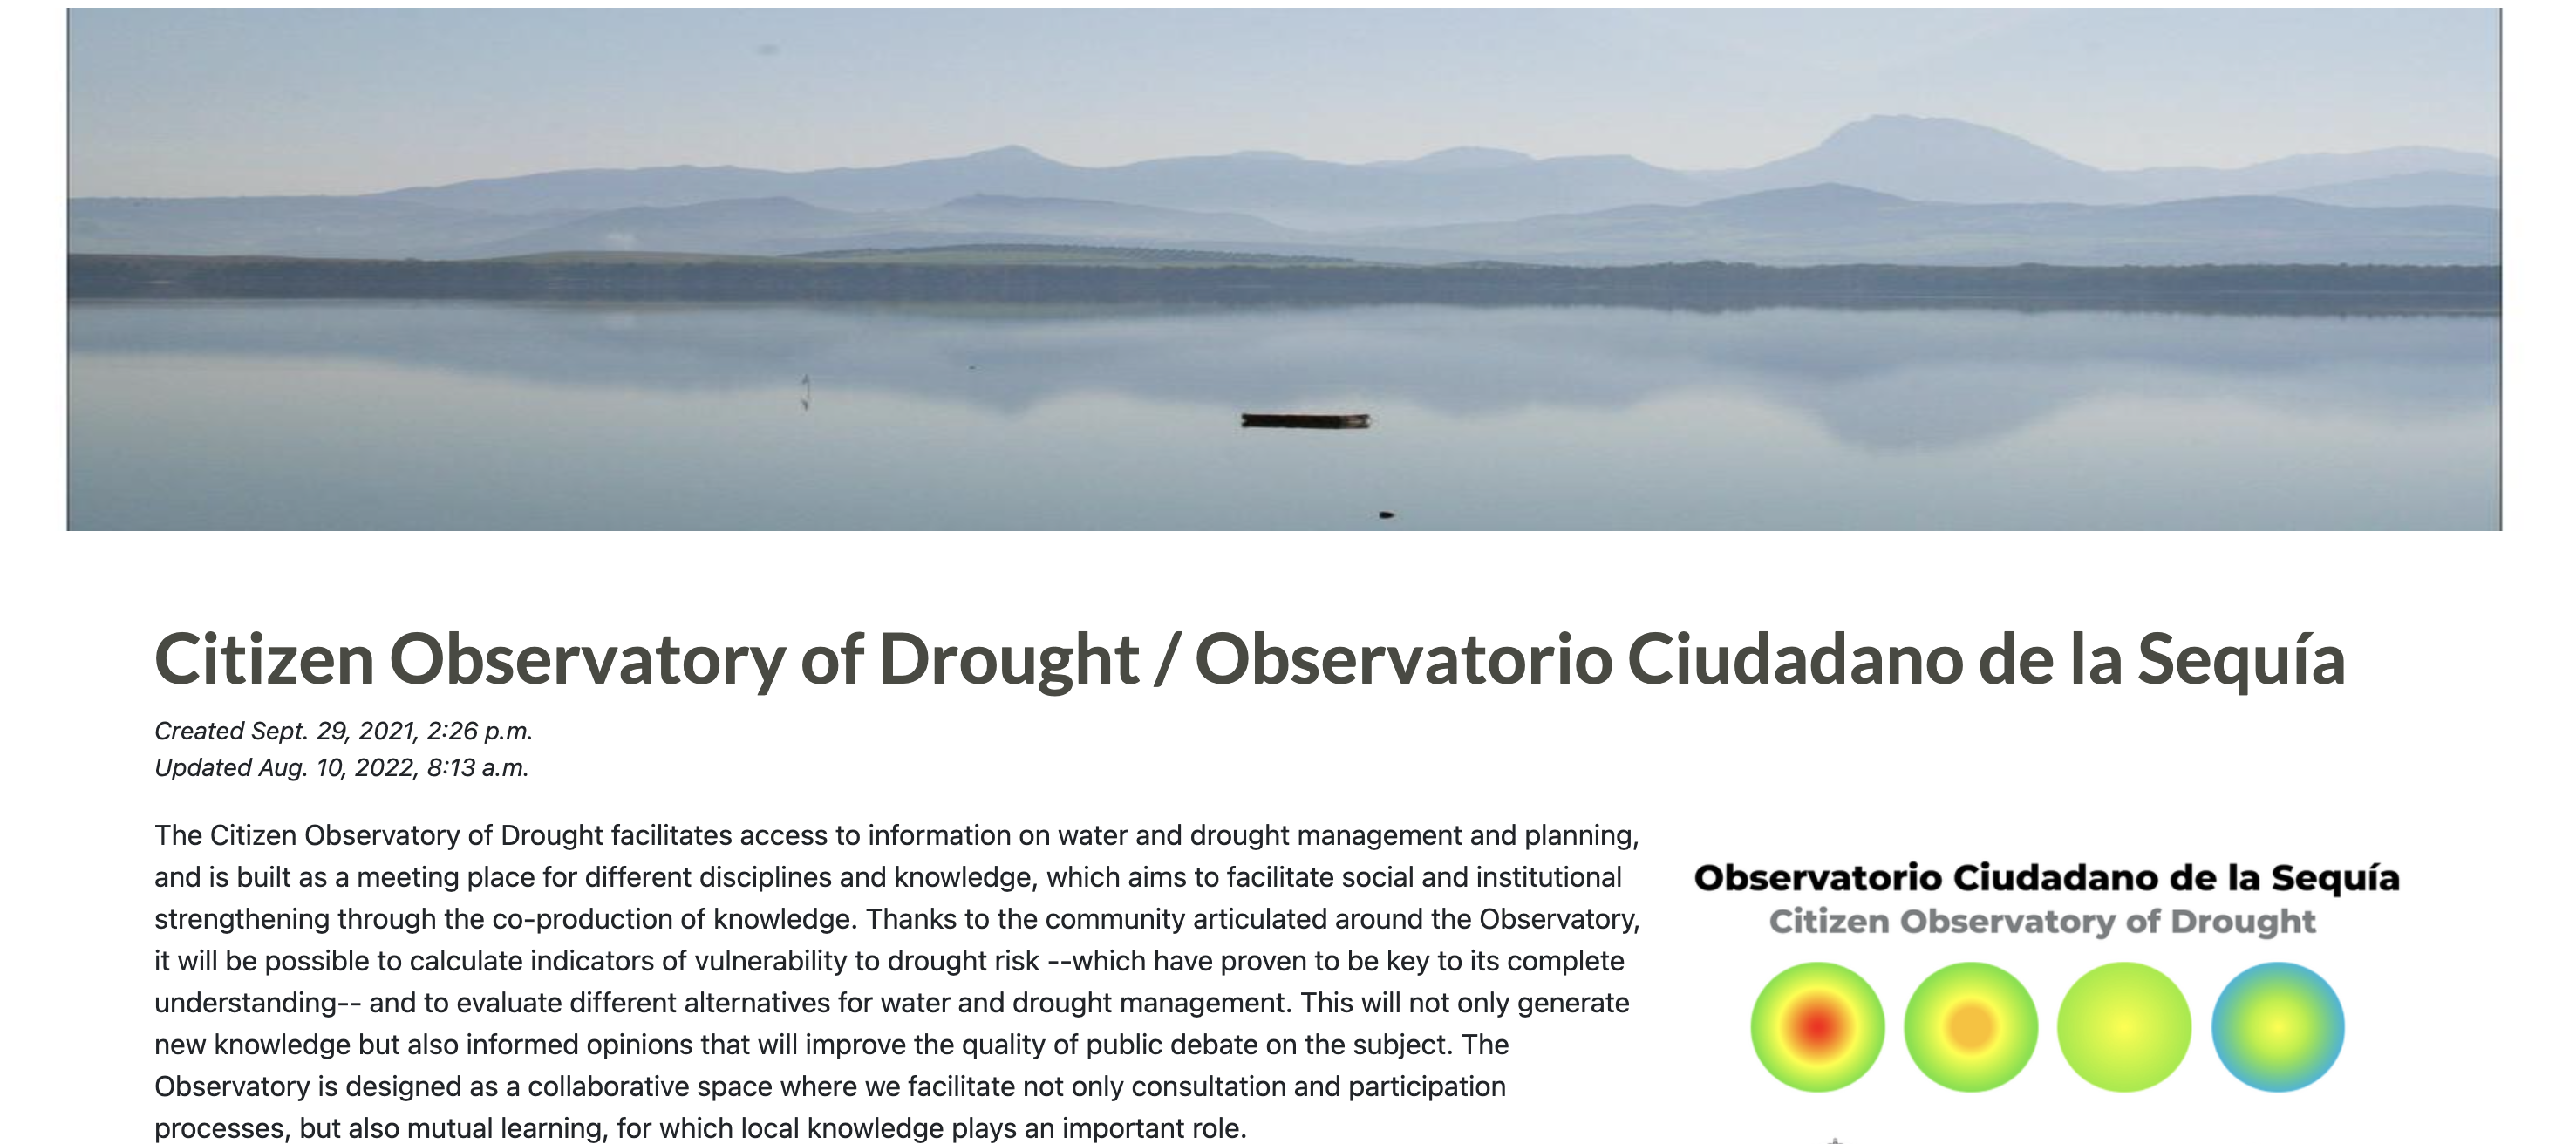 Citizen Observatory of Drought / Observatorio Ciudadano de la Sequía
Created Sept. 29, 2021, 2:26 p.m.
Updated Aug. 10, 2022, 8:13 a.m.
The Citizen Observatory of Drought facilitates access to information on water and drought management and planning,
and is built as a meeting place for different disciplines and knowledge, which aims to facilitate social and institutional
strengthening through the co-production of knowledge. Thanks to the community articulated around the Observatory,
it will be possible to calculate indicators of vulnerability to drought risk --which have proven to be key to its complete
understanding-- and to evaluate different alternatives for water and drought management. This will not only generate
new knowledge but also informed opinions that will improve the quality of public debate on the subject. The
Observatory is designed as a collaborative space where we facilitate not only consultation and participation
processes, but also mutual learning, for which local knowledge plays an important role.
Observatorio Ciudadano de la Sequía
Citizen Observatory of Drought